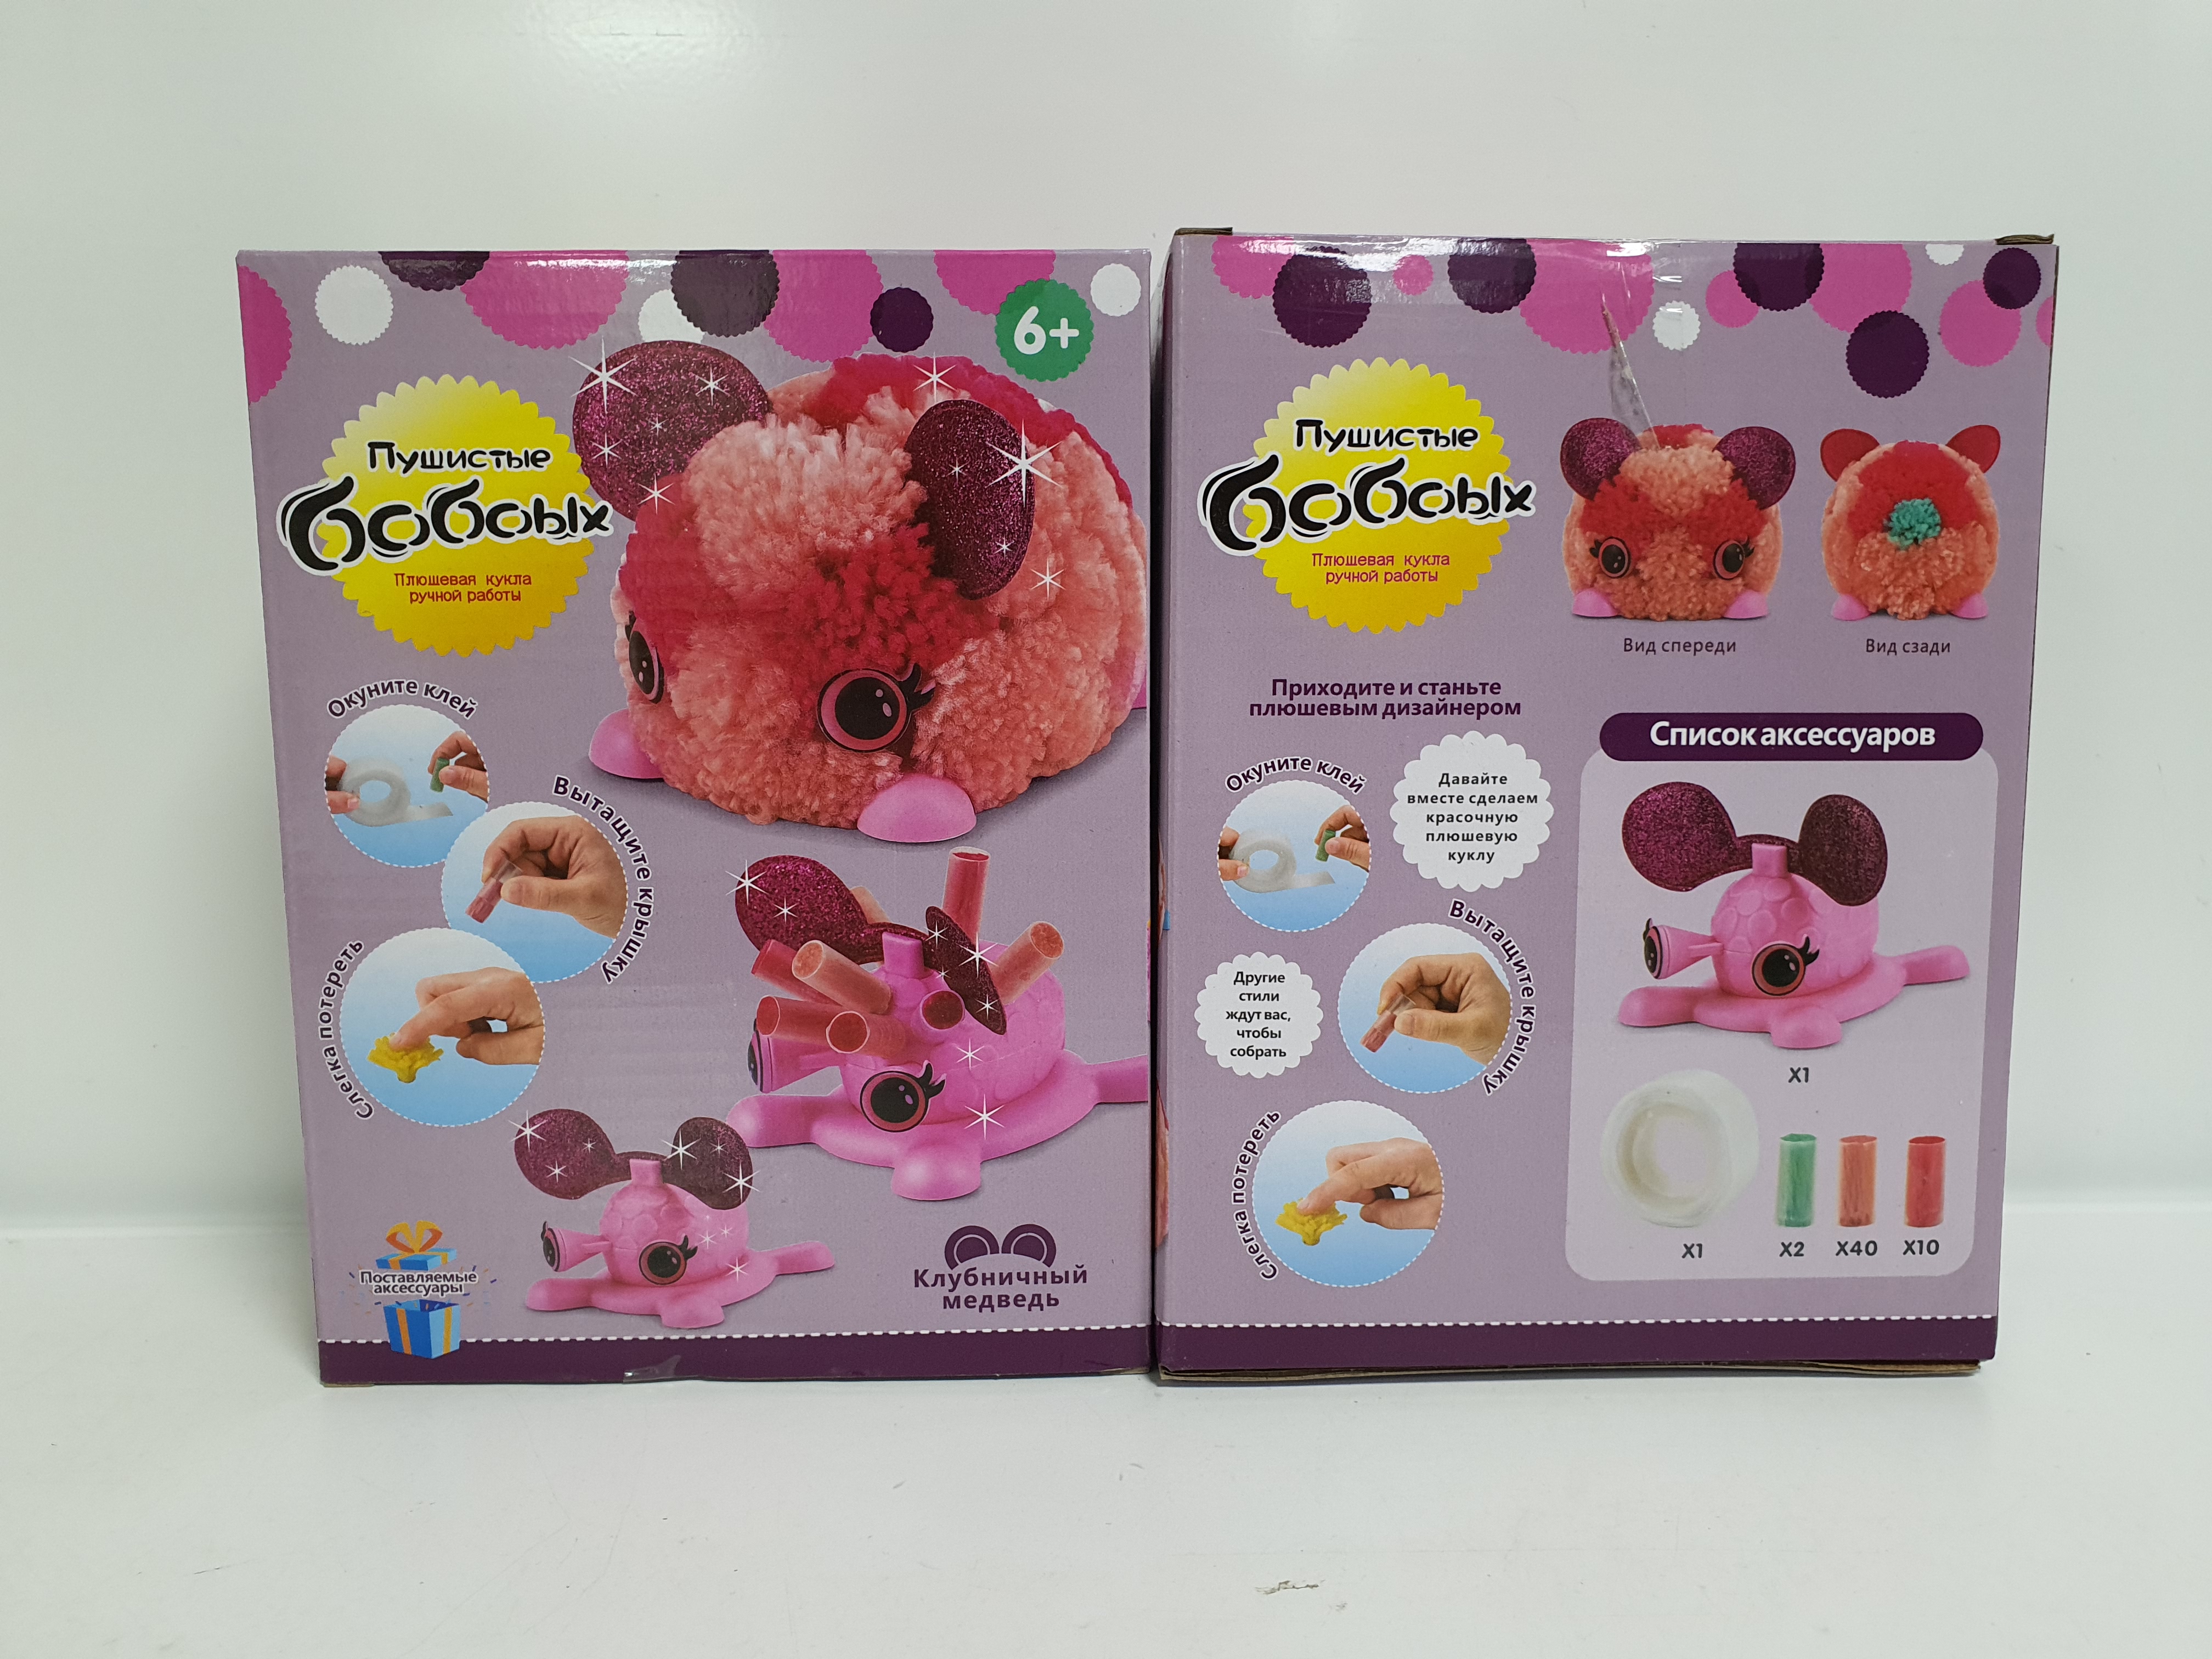 6+
Пушистые
бобовых
Плюшевая кукла
ручной работы
Окуните клей
Вытащите крышку
Слегка потереть
Поставляемые
аксессуары
Клубничный
медведь
Пушистые
бобовых
Плюшевая кукла
ручной работы
Вид спереди
Вид сзади
Приходите и станьте
плюшевым дизайнером
Окуните клей
Давайте
вместе сделаем
красочную
плюшевую
куклу
Вытащите крышку
Другие
стили
ждут вас,
чтобы
собрать
Слегка потереть
Список аксессуаров
X1
X1
X2
X40
X10